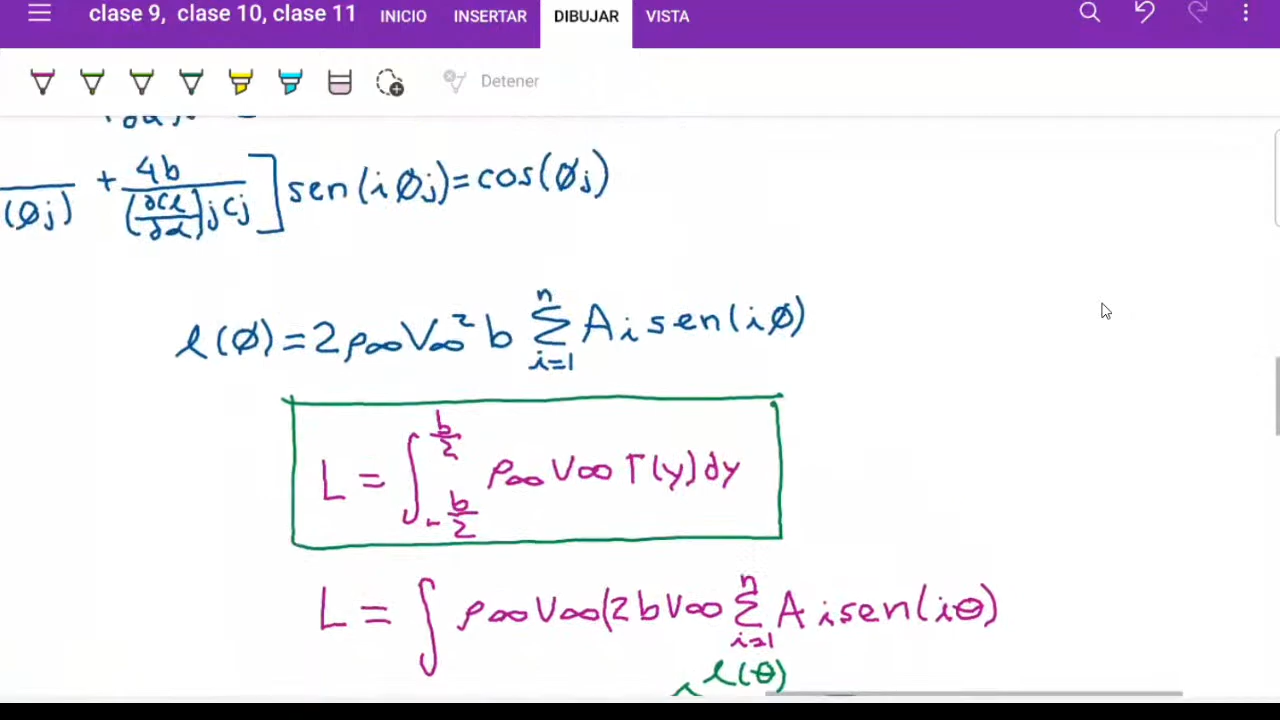 clase 9, clase 10, clase 11 INICIO INSERTAR DIBUJAR VISTA
Detener
(Øj) + 4b / (∂Cl/∂α)j Cj ] sen(iØj) = cos(Øj)
l(Ø) = 2ρ∞V∞² b Σ_{i=1}^{n} Ai sen(iØ)
L = ∫_{-b/2}^{b/2} ρ∞V∞Γ(y)dy
L = ∫ ρ∞V∞(2bV∞ Σ_{i=1}^{n} Ai sen(iθ)
l(θ)